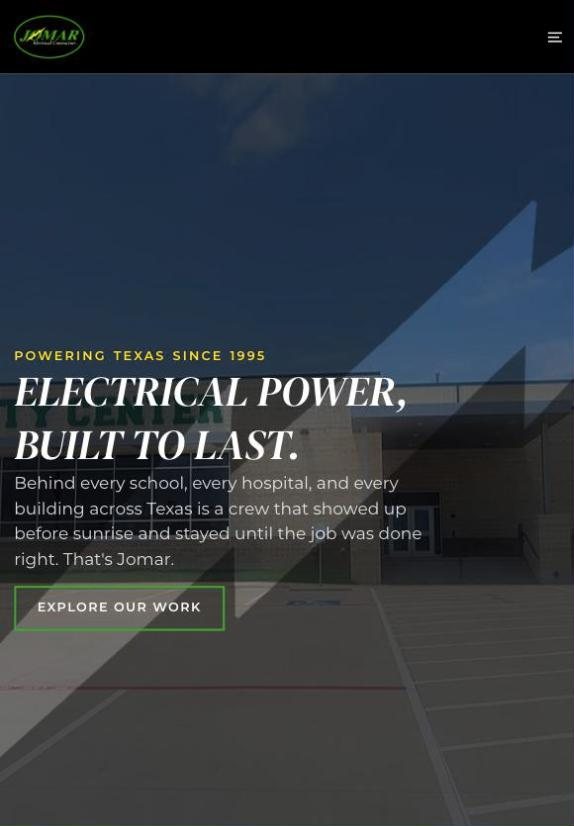 JOMAR
POWERING TEXAS SINCE 1995
ELECTRICAL POWER,
BUILT TO LAST.
TY CENTER
Behind every school, every hospital, and every
building across Texas is a crew that showed up
before sunrise and stayed until the job was done
right. That's Jomar.
EXPLORE OUR WORK